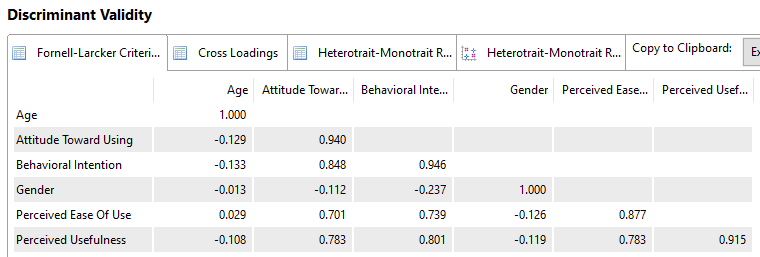 Discriminant Validity
Fornell-Larcker Criteri... Cross Loadings Heterotrait-Monotrait R... Heterotrait-Monotrait R... Copy to Clipboard: Ex
Age Attitude Towar... Behavioral Inte... Gender Perceived Ease... Perceived Usef...
Age 1.000
Attitude Toward Using -0.129 0.940
Behavioral Intention -0.133 0.848 0.946
Gender -0.013 -0.112 -0.237 1.000
Perceived Ease Of Use 0.029 0.701 0.739 -0.126 0.877
Perceived Usefulness -0.108 0.783 0.801 -0.119 0.783 0.915